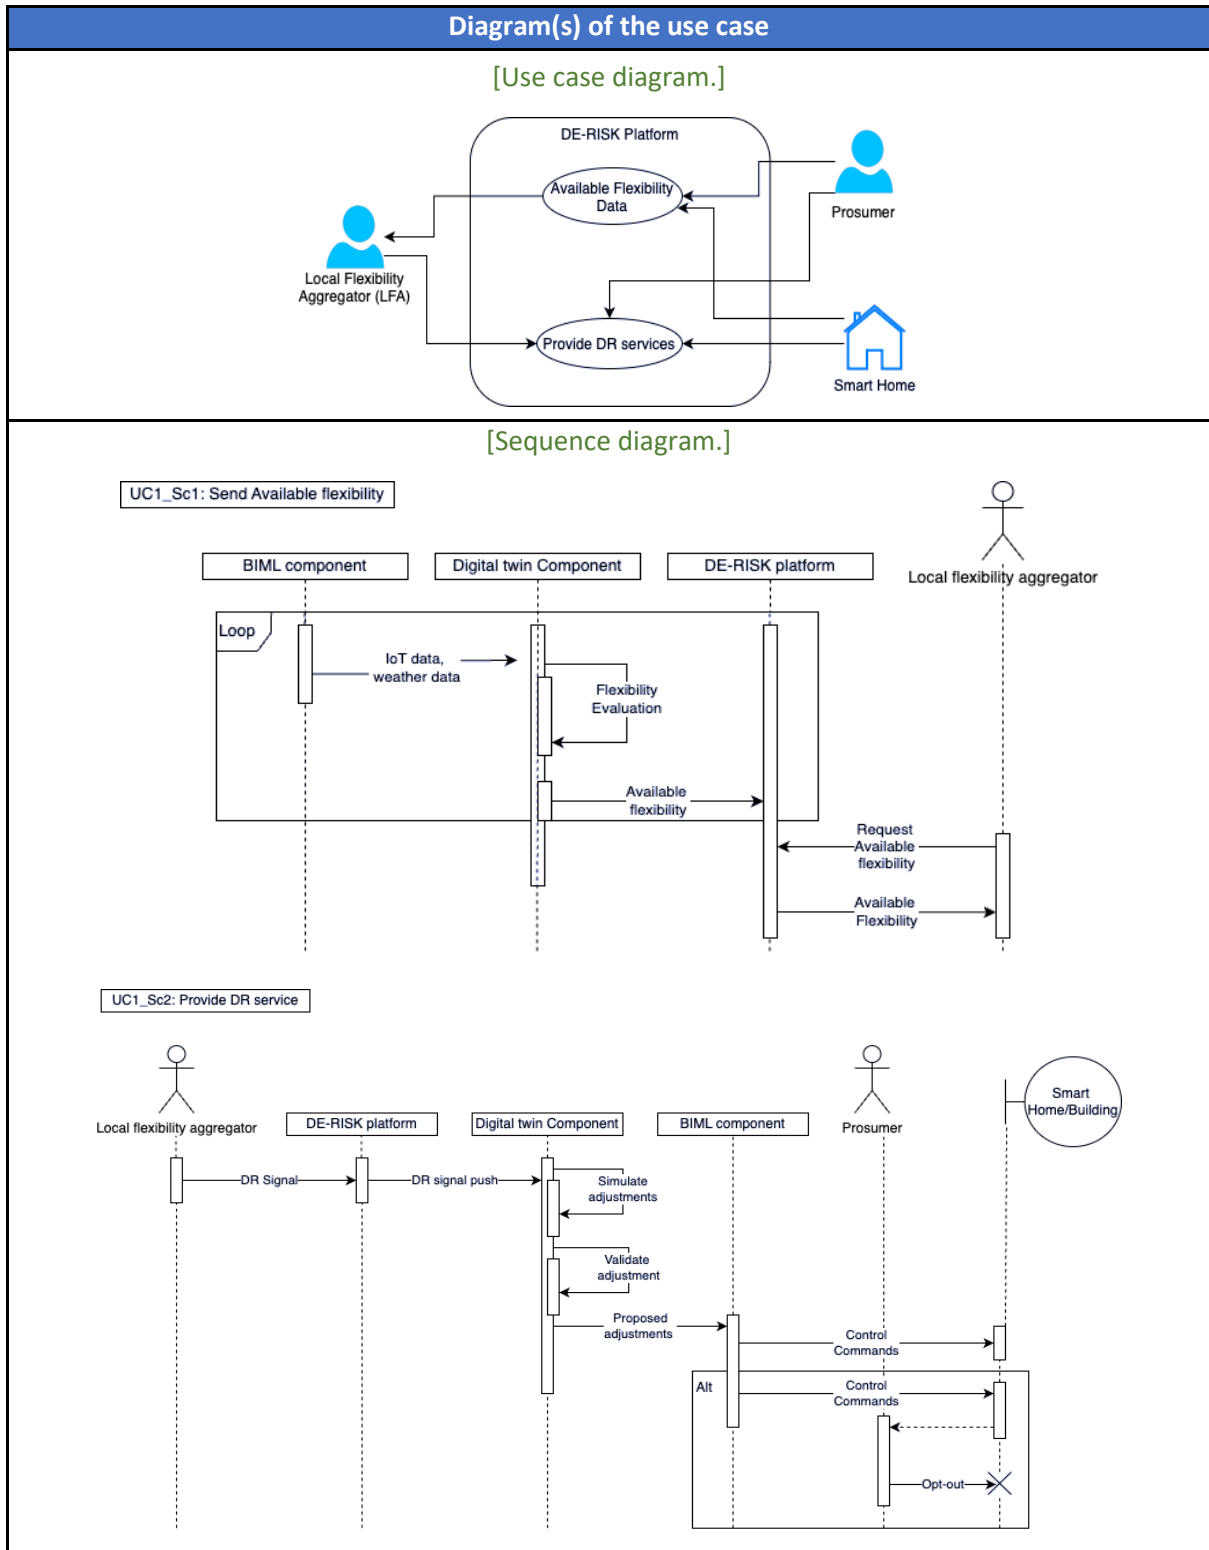 Diagram(s) of the use case
[Use case diagram.]
DE-RISK Platform
Available Flexibility
Data
Prosumer
Local Flexibility
Aggregator (LFA)
Provide DR services
Smart Home
[Sequence diagram.]
UC1_Sc1: Send Available flexibility
BIML component
Digital twin Component
DE-RISK platform
Local flexibility aggregator
Loop
IoT data,
weather data
Flexibility
Evaluation
Available
flexibility
Request
Available
flexibility
Available
Flexibility
UC1_Sc2: Provide DR service
Smart
Home/Building
Local flexibility aggregator
DE-RISK platform
Digital twin Component
BIML component
Prosumer
DR Signal
DR signal push
Simulate
adjustments
Validate
adjustment
Proposed
adjustments
Control
Commands
Alt
Control
Commands
Opt-out